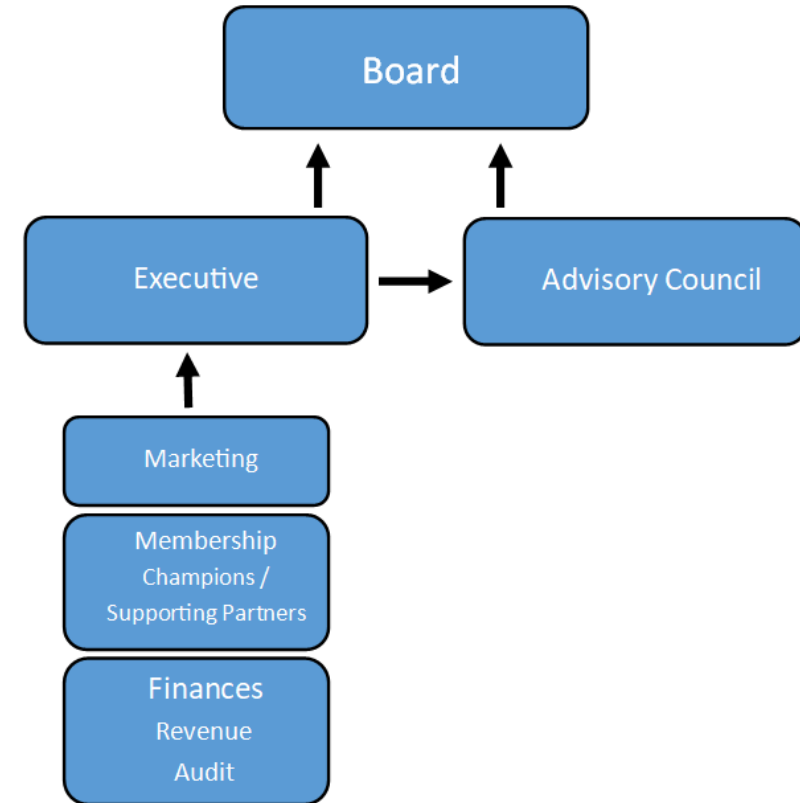 Board
Executive
Advisory Council
Marketing
Membership
Champions /
Supporting Partners
Finances
Revenue
Audit